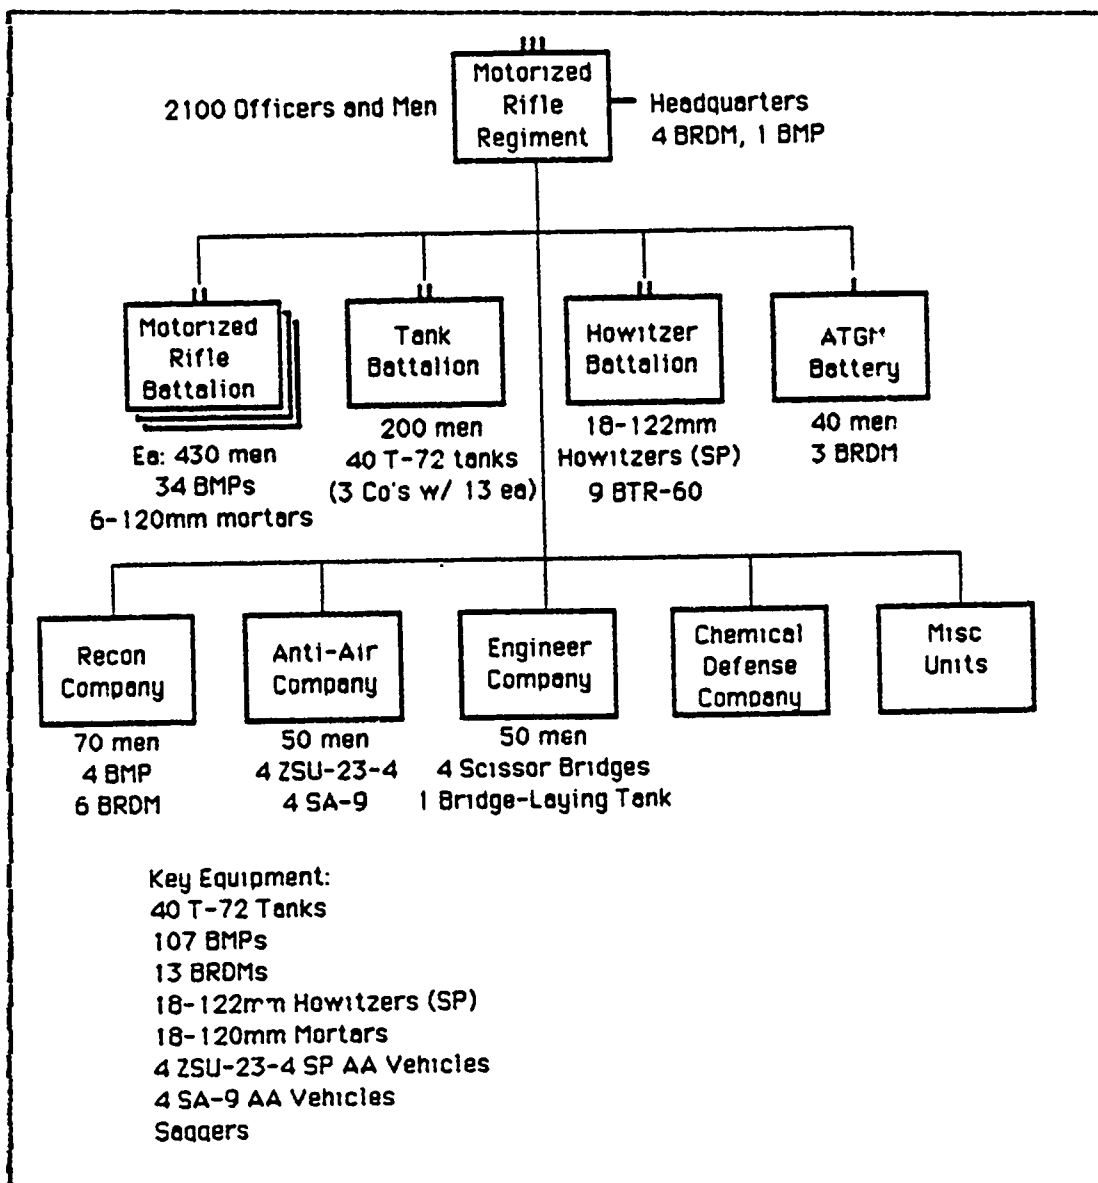 Motorized
Rifle
Regiment
2100 Officers and Men
Headquarters
4 BRDM, 1 BMP
Motorized
Rifle
Battalion
Ea: 430 men
34 BMPs
6-120mm mortars
Tank
Battalion
200 men
40 T-72 tanks
(3 Co's w/ 13 ea)
Howitzer
Battalion
18-122mm
Howitzers (SP)
9 BTR-60
ATGM
Battery
40 men
3 BRDM
Recon
Company
70 men
4 BMP
6 BRDM
Anti-Air
Company
50 men
4 ZSU-23-4
4 SA-9
Engineer
Company
50 men
4 Scissor Bridges
1 Bridge-Laying Tank
Chemical
Defense
Company
Misc
Units
Key Equipment:
40 T-72 Tanks
107 BMPs
13 BRDMs
18-122mm Howitzers (SP)
18-120mm Mortars
4 ZSU-23-4 SP AA Vehicles
4 SA-9 AA Vehicles
Saggers